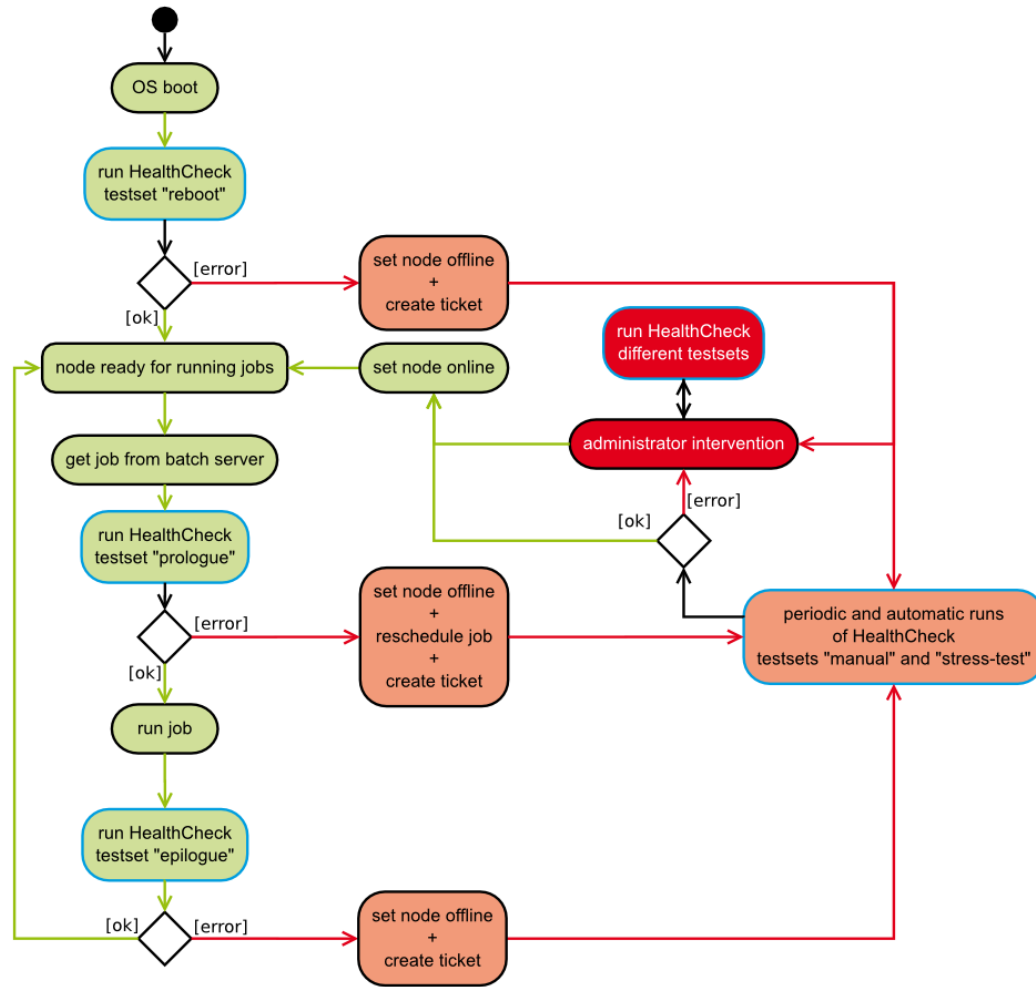 OS boot
run HealthCheck
testset "reboot"
[error]
[ok]
set node offline
+
create ticket
run HealthCheck
different testsets
node ready for running jobs
set node online
administrator intervention
get job from batch server
[error]
[ok]
run HealthCheck
testset "prologue"
[error]
[ok]
set node offline
+
reschedule job
+
create ticket
periodic and automatic runs
of HealthCheck
testsets "manual" and "stress-test"
run job
run HealthCheck
testset "epilogue"
[ok]
[error]
set node offline
+
create ticket